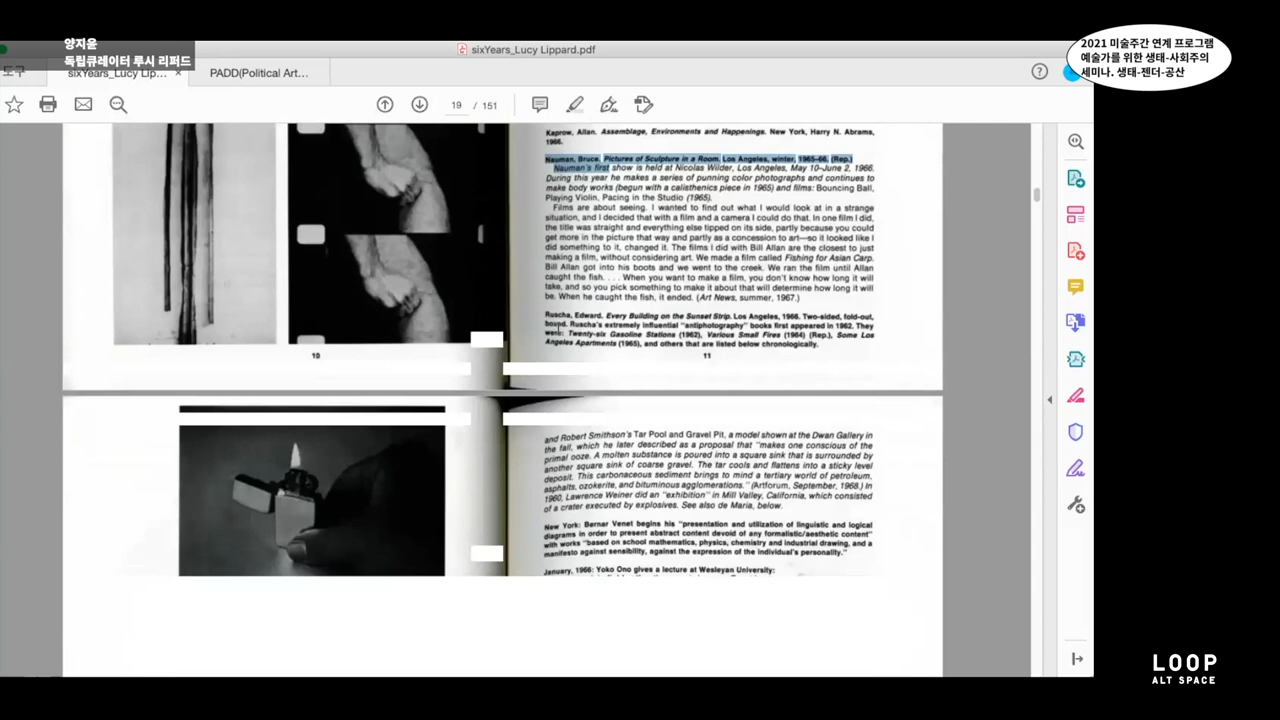 양지윤
독립큐레이터 루시 리퍼드
sixYears_Lucy Lippard.pdf
2021 미술주간 연계 프로그램
예술가를 위한 생태-사회주의
세미나. 생태-젠더-공산
도구
sixYears_Lucy Lip... ×
PADD(Political Art...
19 / 151
Kaprow, Allan. Assemblage, Environments and Happenings. New York, Harry N. Abrams,
1966.
Nauman, Bruce. Pictures of Sculpture in a Room. Los Angeles, winter, 1965–66. (Rep.)
Nauman's first show is held at Nicolas Wilder, Los Angeles, May 10–June 2, 1966.
During this year he makes a series of punning color photographs and continues to
make body works (begun with a calisthenics piece in 1965) and films: Bouncing Ball,
Playing Violin, Pacing in the Studio (1965).
Films are about seeing. I wanted to find out what I would look at in a strange
situation, and I decided that with a film and a camera I could do that. In one film I did,
the title was straight and everything else tipped on its side, partly because you could
get more in the picture that way and partly as a concession to art—so it looked like I
did something to it, changed it. The films I did with Bill Allan are the closest to just
making a film, without considering art. We made a film called Fishing for Asian Carp.
Bill Allan got into his boots and we went to the creek. We ran the film until Allan
caught the fish. . . . When you want to make a film, you don't know how long it will
take, and so you pick something to make it about that will determine how long it will
be. When he caught the fish, it ended. (Art News, summer, 1967.)
Ruscha, Edward. Every Building on the Sunset Strip. Los Angeles, 1966. Two-sided, fold-out,
bound. Ruscha's extremely influential "antiphotography" books first appeared in 1962. They
were: Twenty-six Gasoline Stations (1962), Various Small Fires (1964) (Rep.), Some Los
Angeles Apartments (1965), and others that are listed below chronologically.
10
11
and Robert Smithson's Tar Pool and Gravel Pit, a model shown at the Dwan Gallery in
the fall, which he later described as a proposal that "makes one conscious of the
primal ooze. A molten substance is poured into a square sink that is surrounded by
another square sink of coarse gravel. The tar cools and flattens into a sticky level
deposit. This carbonaceous sediment brings to mind a tertiary world of petroleum,
asphalts, ozokerite, and bituminous agglomerations." (Artforum, September, 1968.) In
1960, Lawrence Weiner did an "exhibition" in Mill Valley, California, which consisted
of a crater executed by explosives. See also de Maria, below.
New York: Bernar Venet begins his "presentation and utilization of linguistic and logical
diagrams in order to present abstract content devoid of any formalistic/aesthetic content"
with works "based on school mathematics, physics, chemistry and industrial drawing, and a
manifesto against sensibility, against the expression of the individual's personality."
January, 1966: Yoko Ono gives a lecture at Wesleyan University:
LOOP
ALT SPACE